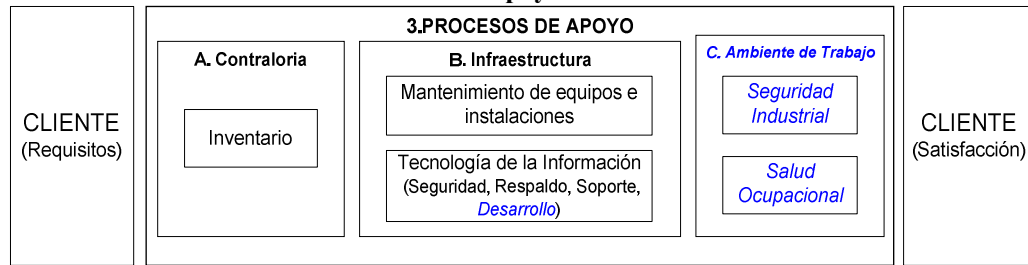 3.PROCESOS DE APOYO
CLIENTE
(Requisitos)
A. Contraloria
Inventario
B. Infraestructura
Mantenimiento de equipos e
instalaciones
Tecnología de la Información
(Seguridad, Respaldo, Soporte,
Desarrollo)
C. Ambiente de Trabajo
Seguridad
Industrial
Salud
Ocupacional
CLIENTE
(Satisfacción)